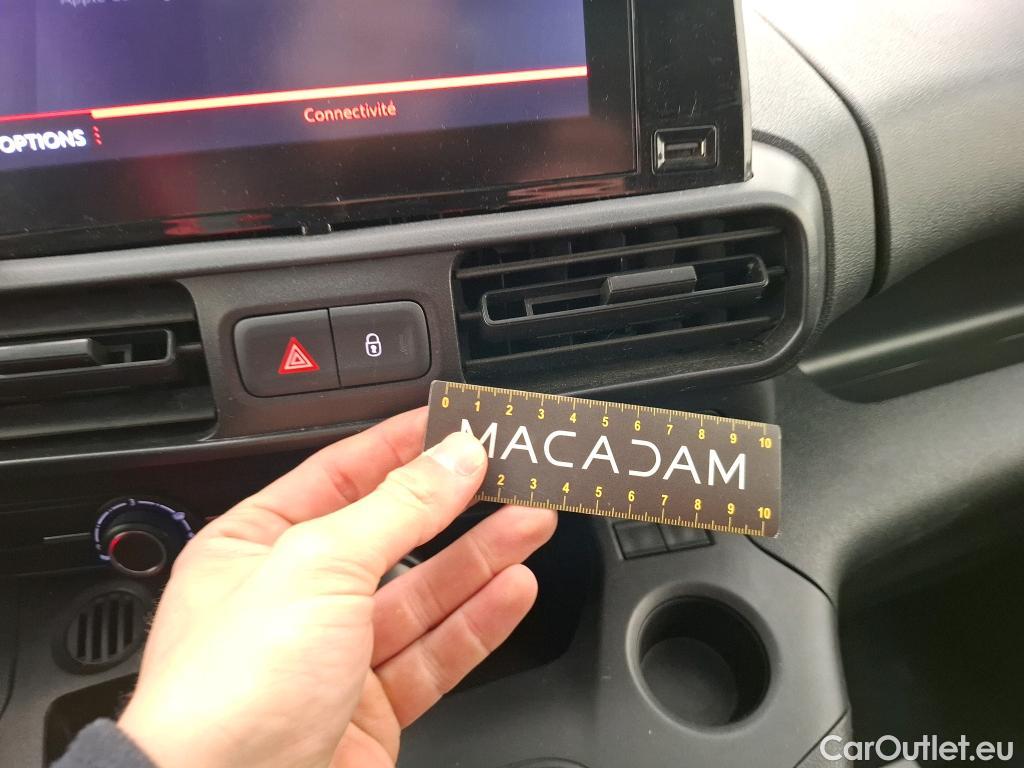 Connectivité
OPTIONS
0 1 2 3 4 5 6 7 8 9 10
MACADAM
2 3 4 5 6 7 8 9 10
CarOutlet.eu